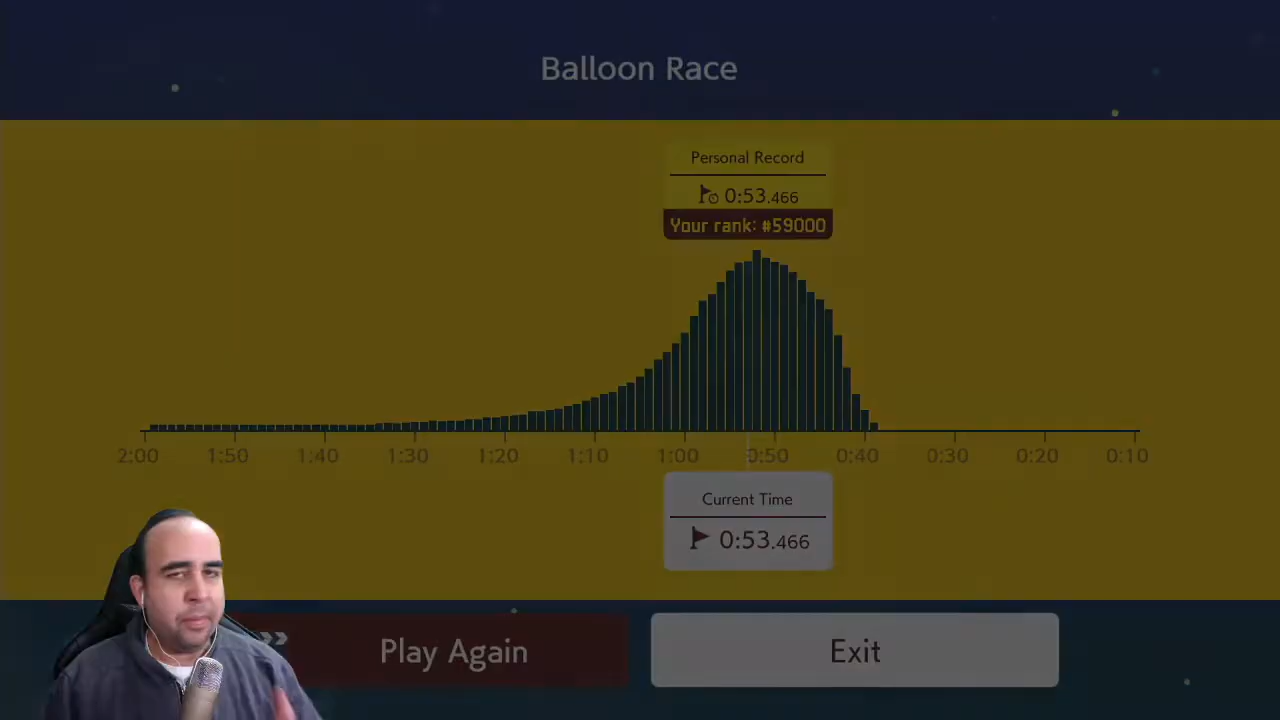 Balloon Race
Personal Record
0:53.466
Your rank: #59000
2:00 1:50 1:40 1:30 1:20 1:10 1:00 0:50 0:40 0:30 0:20 0:10
Current Time
0:53.466
Play Again
Exit